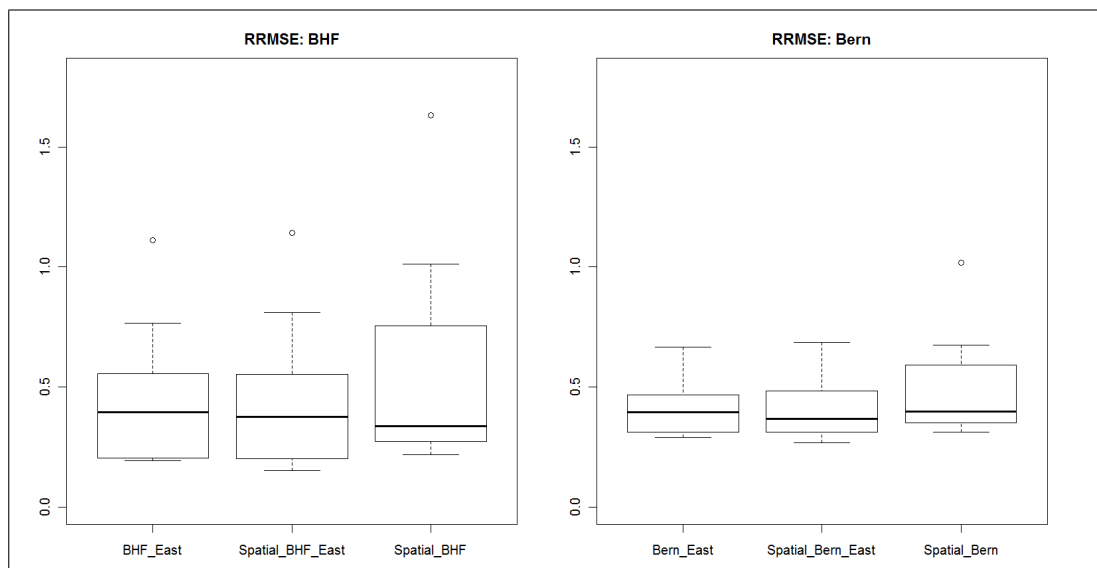 RRMSE: BHF
1.5
1.0
0.5
0.0
BHF_East Spatial_BHF_East Spatial_BHF
RRMSE: Bern
1.5
1.0
0.5
0.0
Bern_East Spatial_Bern_East Spatial_Bern